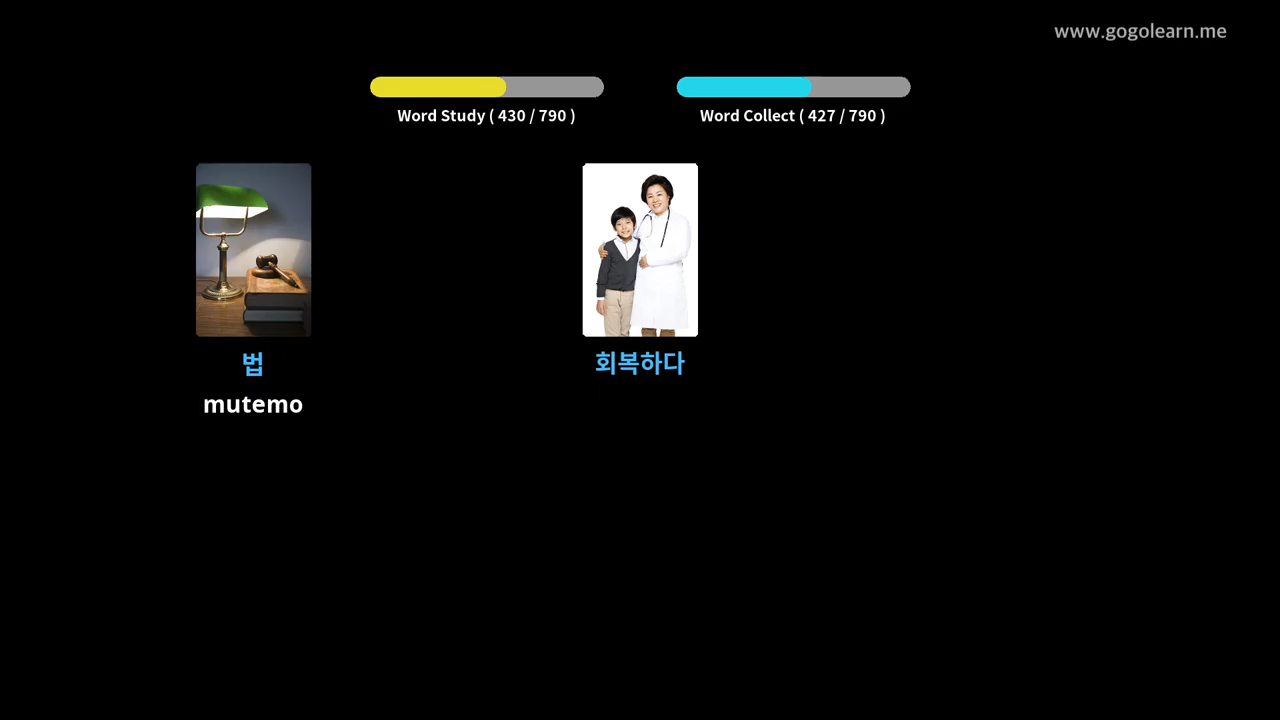 www.gogolearn.me
Word Study ( 430 / 790 )
Word Collect ( 427 / 790 )
법
mutemo
회복하다